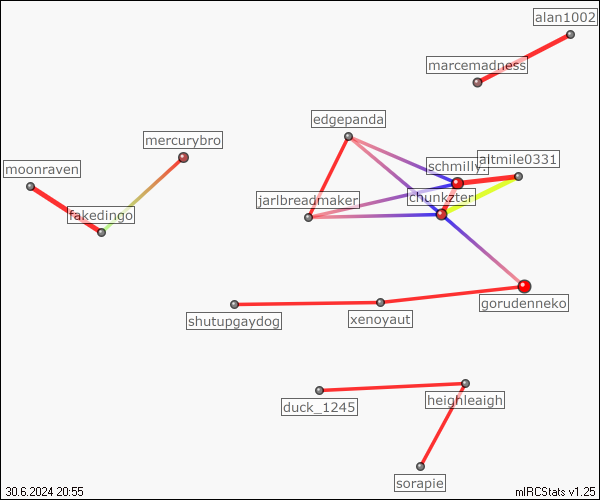 alan1002
marcemadness
edgepanda
mercurybro
schmilly.
altmile0331
moonraven
jarlbreadmaker
chunkzter
fakedingo
gorudenneko
shutupgaydog
xenoyaut
duck_1245
heighleaigh
sorapie
30.6.2024 20:55
mIRCStats v1.25